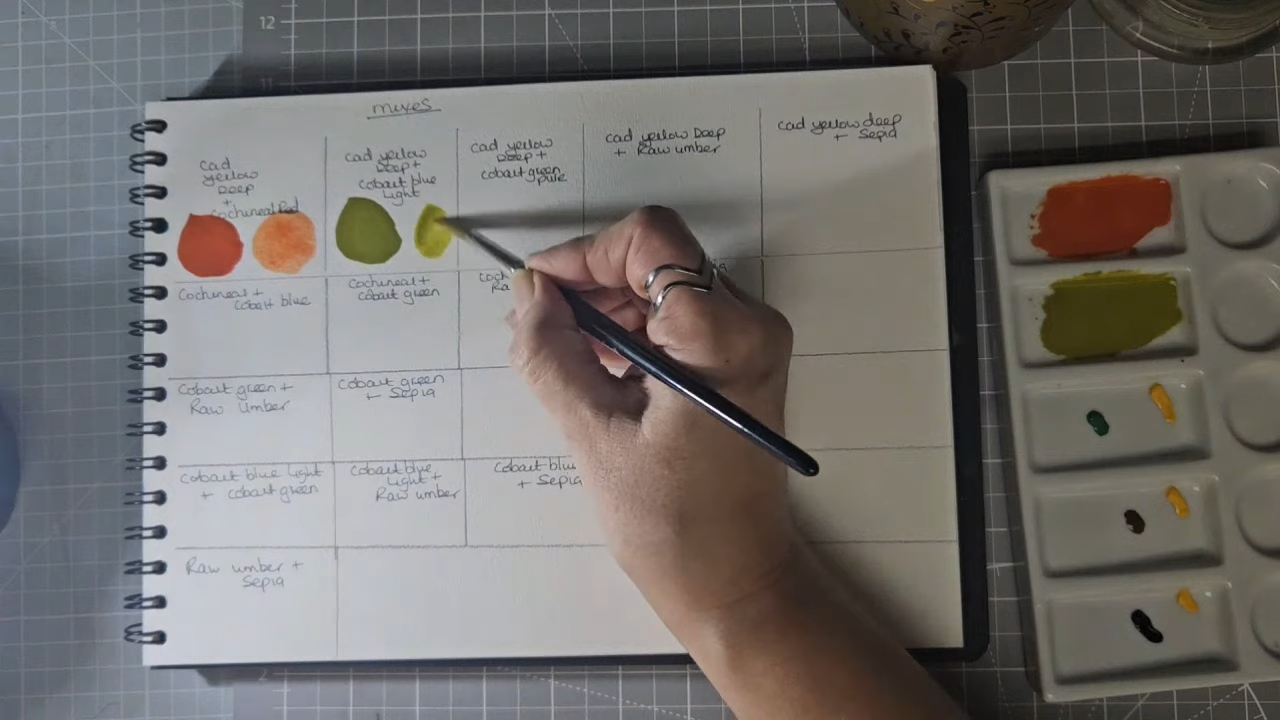 12
mixes
cad
yellow
Deep
+
Cochineal Red
cad yellow
Deep +
Cobalt blue
light
cad yellow
Deep +
cobalt green
pale
cad yellow Deep
+ Raw umber
cad yellow deep
+ Sepia
Cochineal +
cobalt blue
Cochineal +
cobalt green
Cobalt green +
Raw Umber
Cobalt green
+ Sepia
Cobalt blue light
+ cobalt green
Cobalt blue
light +
Raw umber
Cobalt blue
+ Sepia
Raw umber +
Sepia